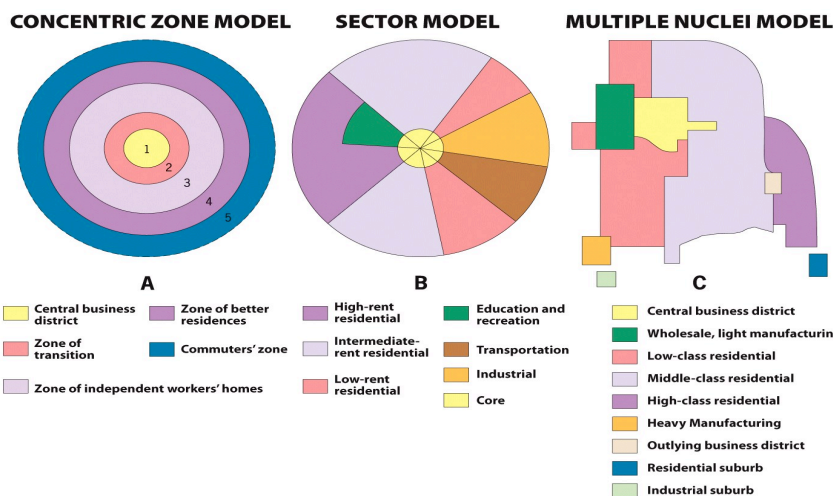 CONCENTRIC ZONE MODEL
1
2
3
4
5
A
Central business
district
Zone of
transition
Zone of independent workers' homes
Zone of better
residences
Commuters' zone
SECTOR MODEL
B
High-rent
residential
Intermediate-
rent residential
Low-rent
residential
Education and
recreation
Transportation
Industrial
Core
MULTIPLE NUCLEI MODEL
C
Central business district
Wholesale, light manufacturin
Low-class residential
Middle-class residential
High-class residential
Heavy Manufacturing
Outlying business district
Residential suburb
Industrial suburb